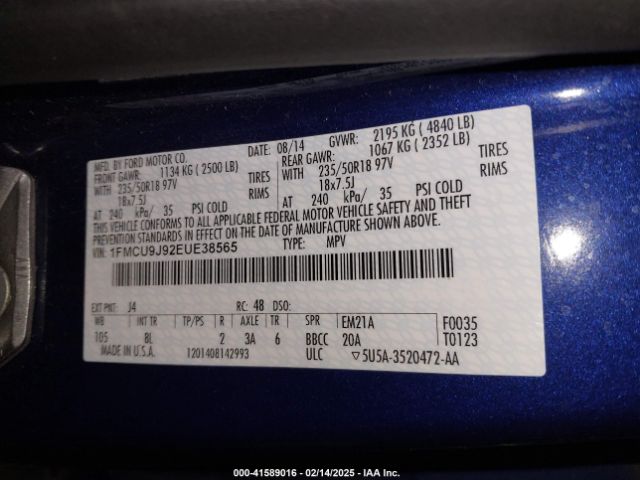 MFD. BY FORD MOTOR CO.
DATE: 08/14 GVWR: 2195 KG ( 4840 LB)
FRONT GAWR: 1134 KG ( 2500 LB) REAR GAWR: 1067 KG ( 2352 LB)
WITH 235/50R18 97V TIRES WITH 235/50R18 97V TIRES
18x7.5J RIMS 18x7.5J RIMS
AT 240 kPa/ 35 PSI COLD AT 240 kPa/ 35 PSI COLD
THIS VEHICLE CONFORMS TO ALL APPLICABLE FEDERAL MOTOR VEHICLE SAFETY AND THEFT
PREVENTION STANDARDS IN EFFECT ON THE DATE OF MANUFACTURE SHOWN ABOVE.
VIN: 1FMCU9J92EUE38565 TYPE: MPV
EXT PNT: J4 RC: 48 DSO:
WB INT TR TP/PS R AXLE TR SPR EM21A F0035
105 8L 2 3A 6 BBCC 20A T0123
MADE IN U.S.A. 1201408142993 ULC ▽5U5A-3520472-AA
000-41589016 - 02/14/2025 - IAA Inc.